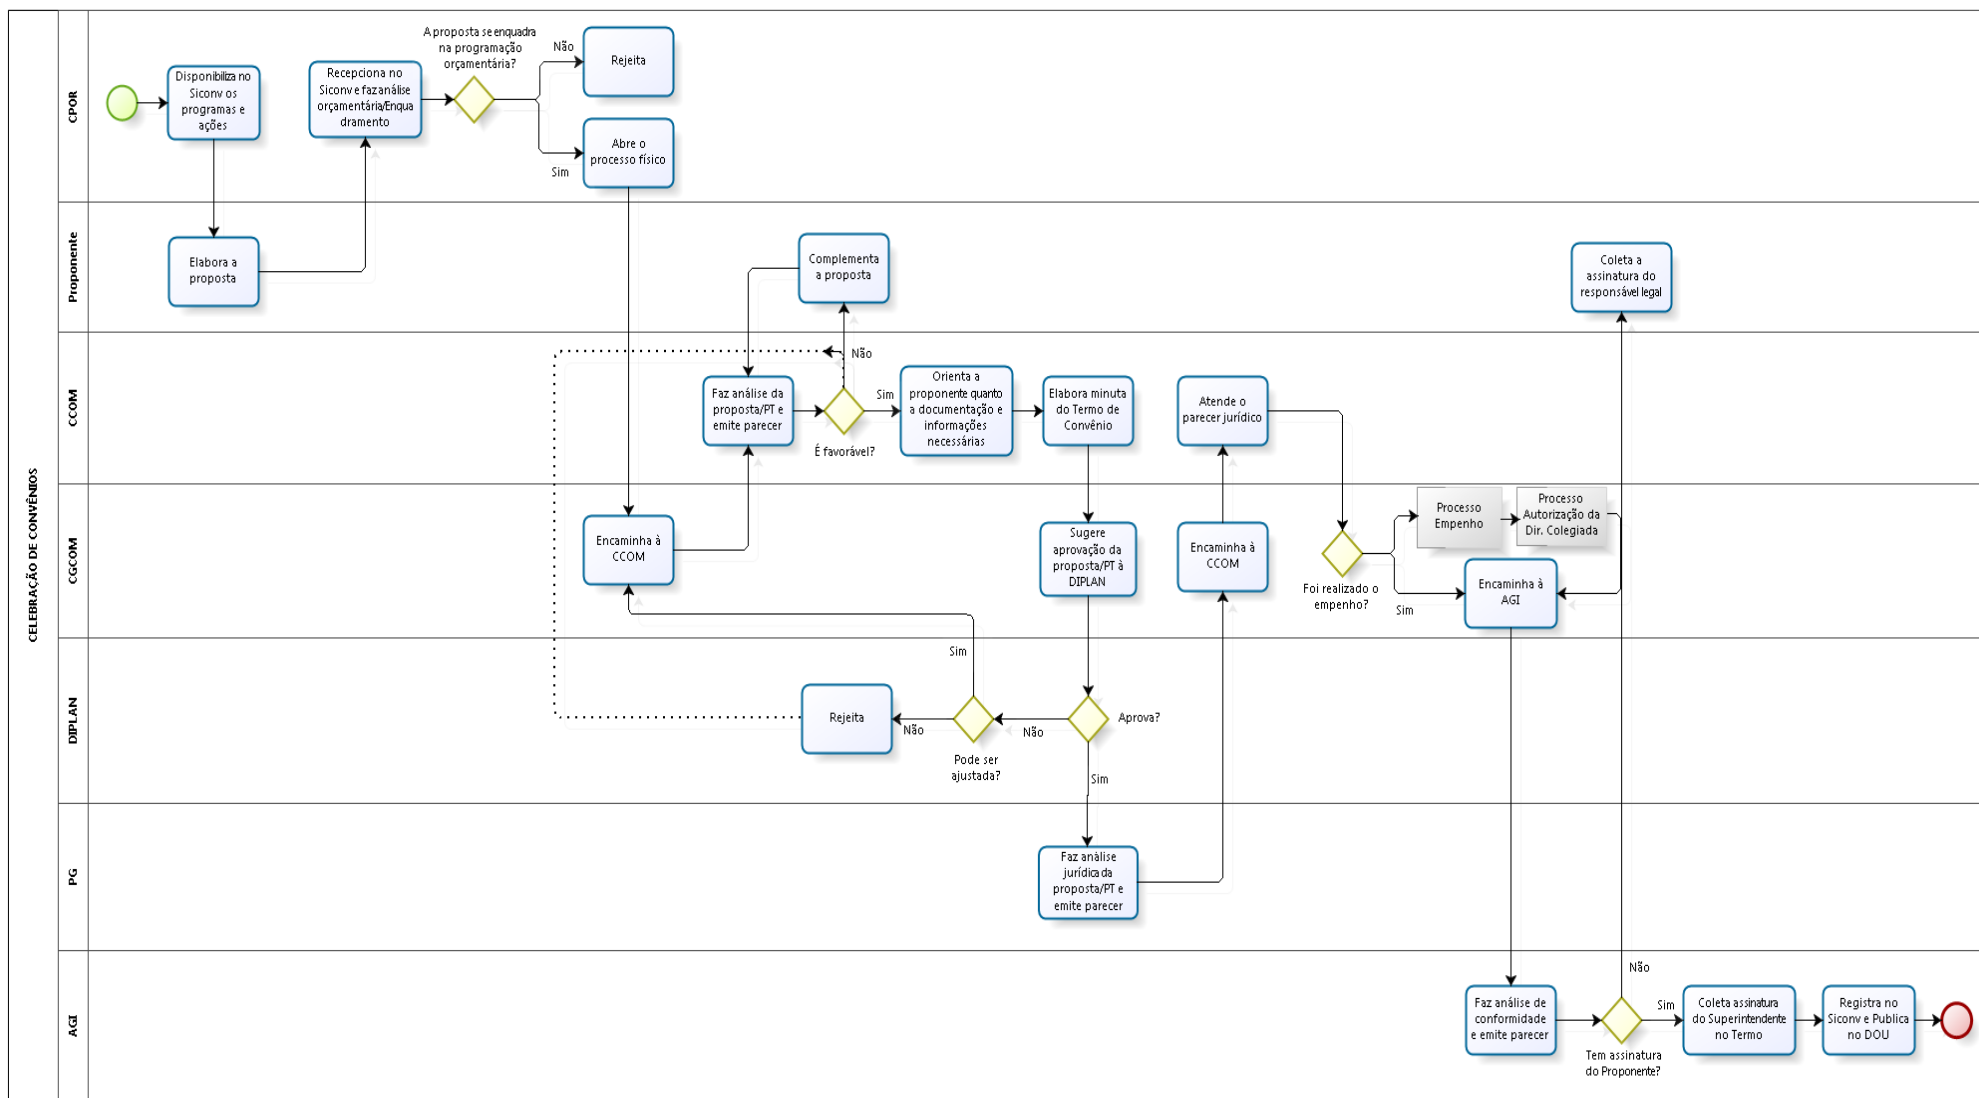 CELEBRAÇÃO DE CONVÊNIOS
CPOR
Disponibiliza no
Siconv os
programas e
ações
Recepciona no
Siconv e faz análise
orçamentária/Enqua
dramento
A proposta se enquadra
na programação
orçamentária?
Não
Rejeita
Sim
Abre o
processo físico
Proponente
Elabora a
proposta
Complementa
a proposta
Coleta a
assinatura do
responsável legal
CCOM
Faz análise da
proposta/PT e
emite parecer
Não
É favorável?
Sim
Orienta a
proponente quanto
a documentação e
informações
necessárias
Elabora minuta
do Termo de
Convênio
Atende o
parecer jurídico
CGCOM
Encaminha à
CCOM
Sugere
aprovação da
proposta/PT à
DIPLAN
Encaminha à
CCOM
Foi realizado o
empenho?
Processo
Empenho
Processo
Autorização da
Dir. Colegiada
Sim
Encaminha à
AGI
DIPLAN
Rejeita
Não
Sim
Pode ser
ajustada?
Não
Aprova?
Sim
PG
Faz análise
jurídica da
proposta/PT e
emite parecer
AGI
Faz análise de
conformidade
e emite parecer
Não
Tem assinatura
do Proponente?
Sim
Coleta assinatura
do Superintendente
no Termo
Registra no
Siconv e Publica
no DOU